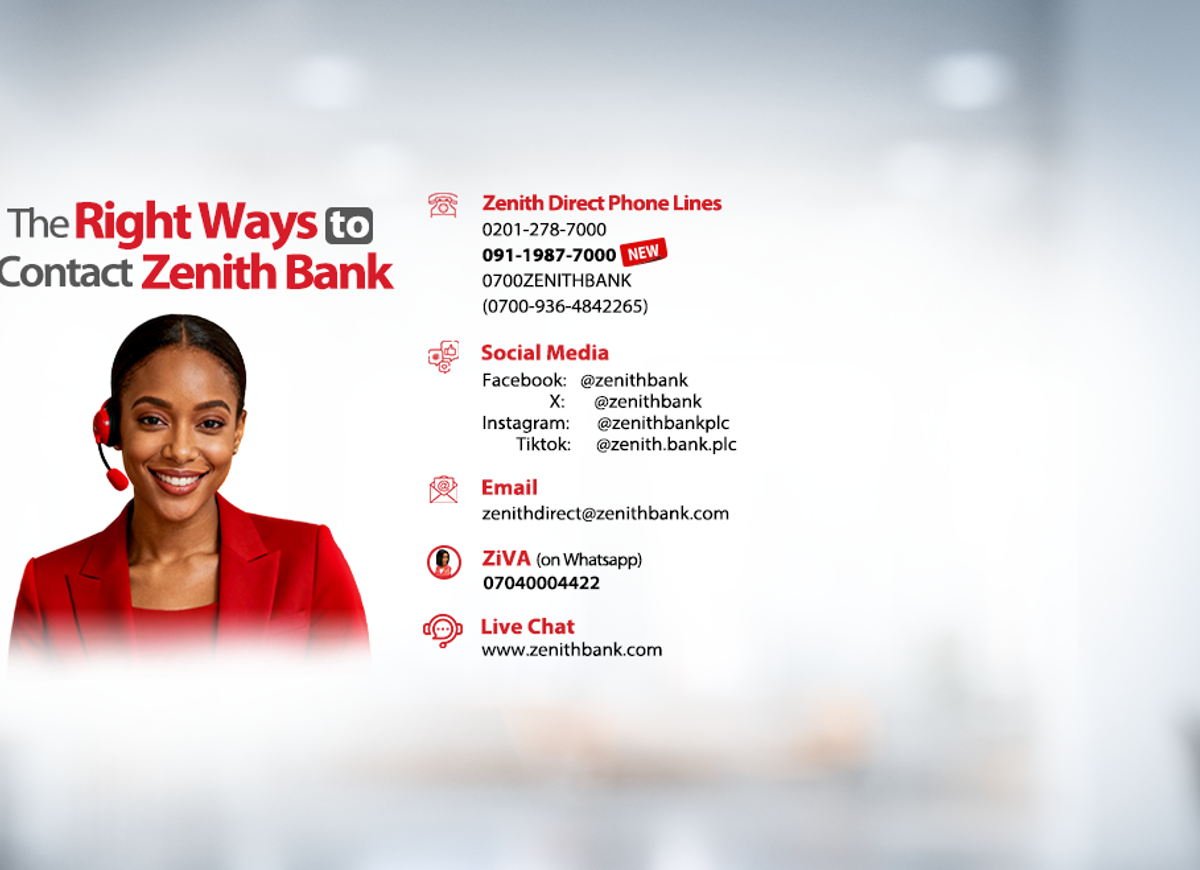 The Right Ways to
Contact Zenith Bank
Zenith Direct Phone Lines
0201-278-7000
091-1987-7000 NEW
0700ZENITHBANK
(0700-936-4842265)
Social Media
Facebook: @zenithbank
X: @zenithbank
Instagram: @zenithbankplc
Tiktok: @zenith.bank.plc
Email
zenithdirect@zenithbank.com
ZiVA (on Whatsapp)
07040004422
Live Chat
www.zenithbank.com